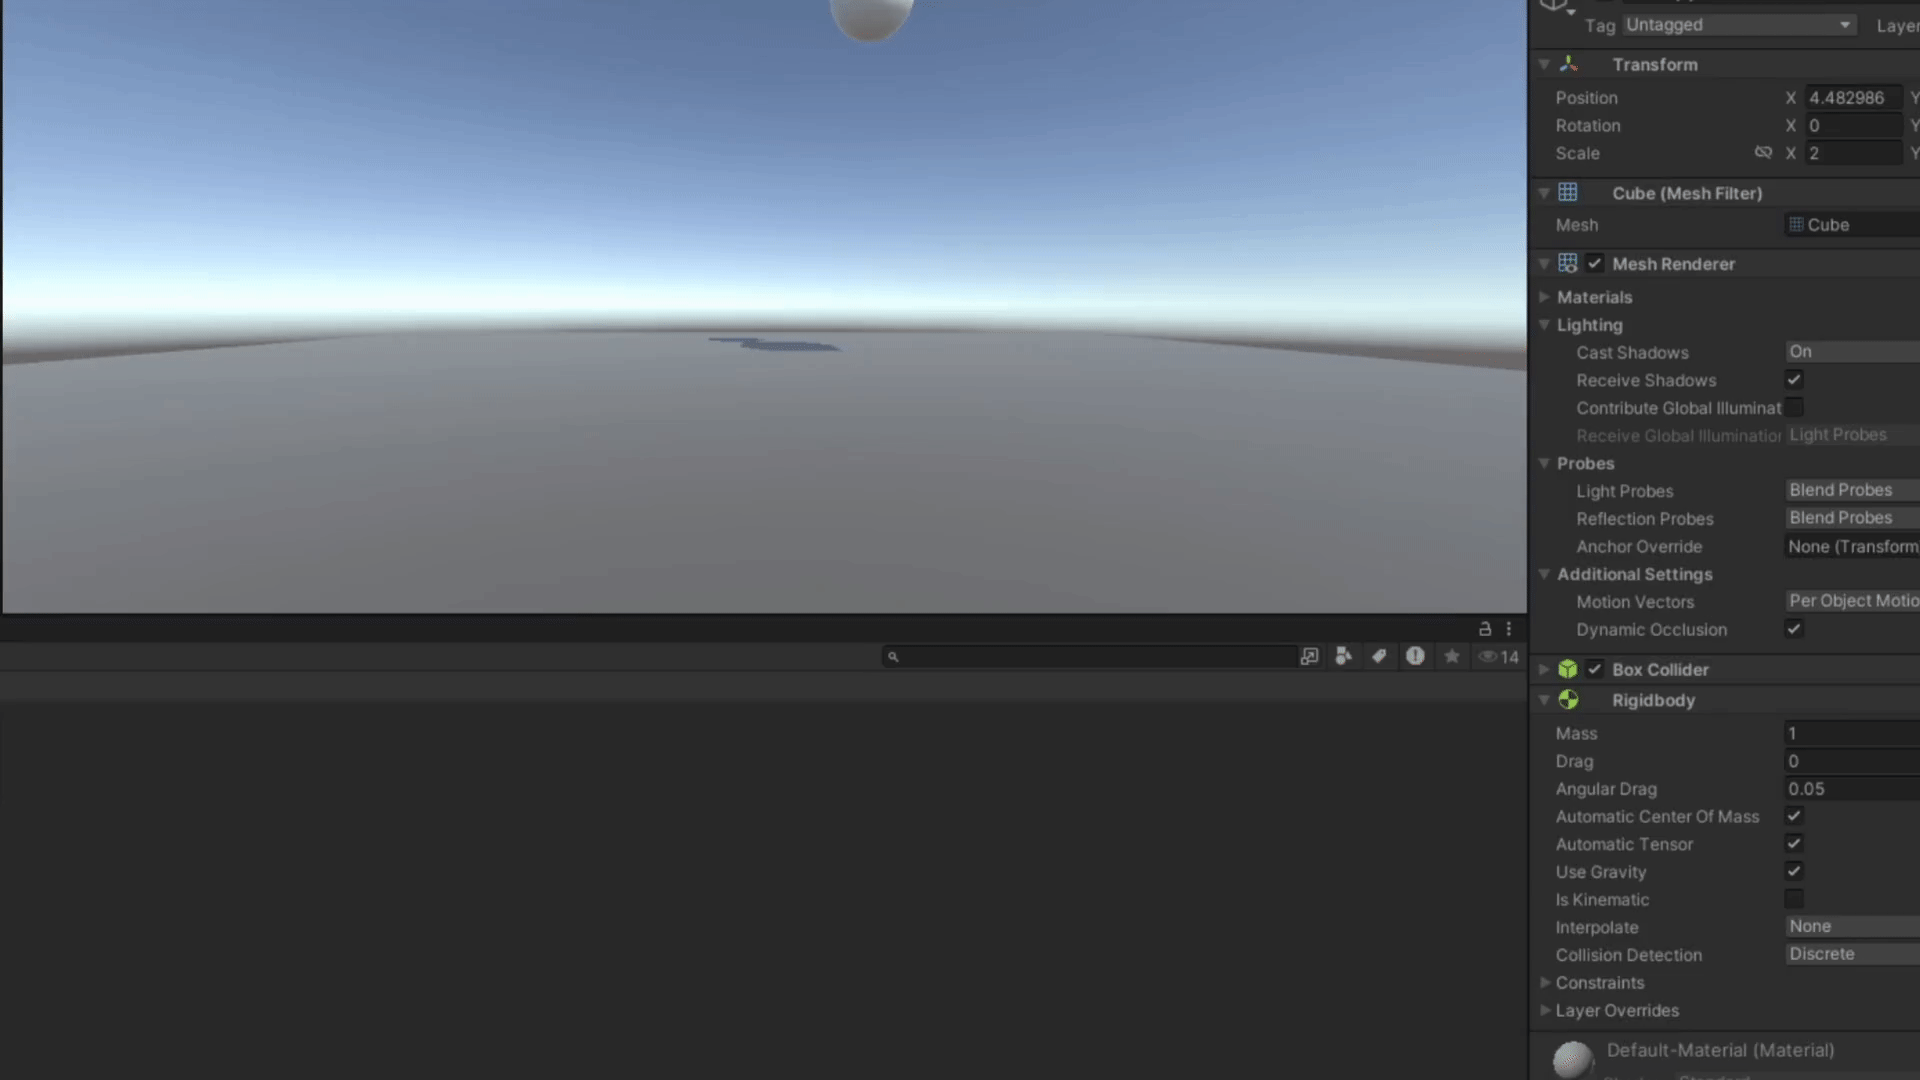 Tag Untagged Layer
Transform
Position X 4.482986 Y
Rotation X 0 Y
Scale X 2 Y
Cube (Mesh Filter)
Mesh Cube
Mesh Renderer
Materials
Lighting
Cast Shadows On
Receive Shadows
Contribute Global Illuminat
Receive Global Illumination Light Probes
Probes
Light Probes Blend Probes
Reflection Probes Blend Probes
Anchor Override None (Transform)
Additional Settings
Motion Vectors Per Object Motio
Dynamic Occlusion
14
Box Collider
Rigidbody
Mass 1
Drag 0
Angular Drag 0.05
Automatic Center Of Mass
Automatic Tensor
Use Gravity
Is Kinematic
Interpolate None
Collision Detection Discrete
Constraints
Layer Overrides
Default-Material (Material)